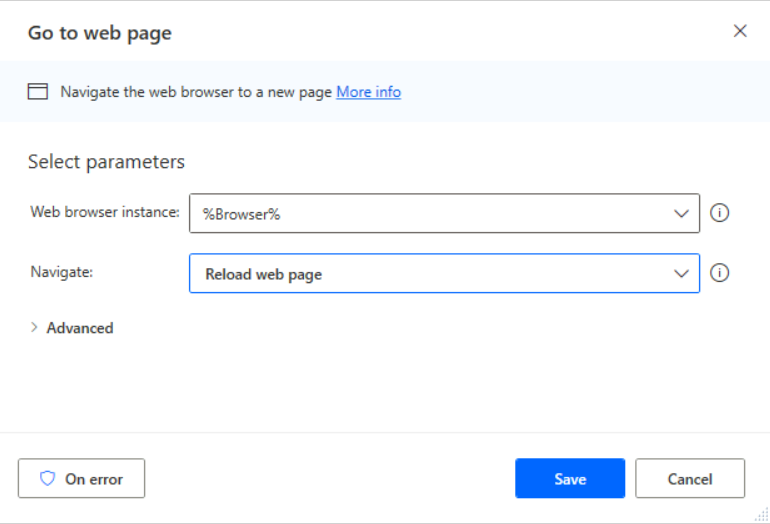 Go to web page
Navigate the web browser to a new page More info
Select parameters
Web browser instance: %Browser%
Navigate: Reload web page
Advanced
On error Save Cancel